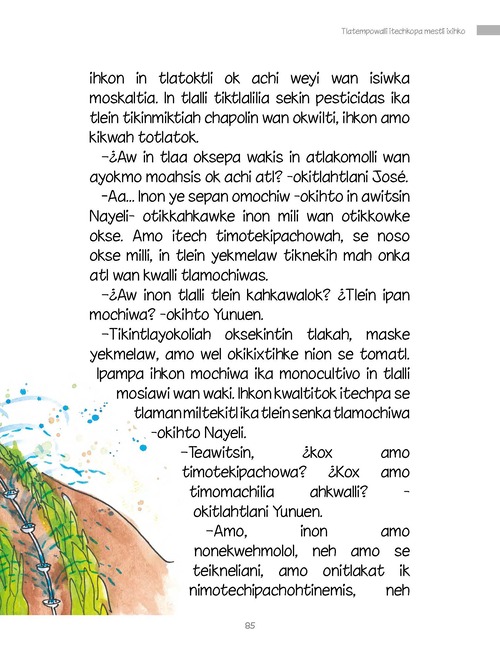 Tlatempowalli itechkopa mestli ixihko
ihkon in tlatoktli ok achi weyi wan isiwka
moskaltia. In tlalli tiktlalilia sekin pesticidas ika
tlein tikinmiktiah chapolin wan okwilti, ihkon amo
kikwah totlatok.
–¿Aw in tlaa oksepa wakis in atlakomolli wan
ayokmo moahsis ok achi atl? –okitlahtlani José.
–Aa... Inon ye sepan omochiw –okihto in awitsin
Nayeli– otikkahkawke inon mili wan otikkowke
okse. Amo itech timotekipachowah, se noso
okse milli, in tlein yekmelaw tiknekih mah onka
atl wan kwalli tlamochiwas.
–¿Aw inon tlalli tlein kahkawalok? ¿Tlein ipan
mochiwa? –okihto Yunuen.
–Tikintlayokoliah oksekintin tlakah, maske
yekmelaw, amo wel okikixtihke nion se tomatl.
Ipampa ihkon mochiwa ika monocultivo in tlalli
mosiawi wan waki. Ihkon kwaltitok itechpa se
tlaman miltekitl ika tlein senka tlamochiwa
–okihto Nayeli.
–Teawitsin, ¿kox amo
timotekipachowa? ¿Kox amo
timomachilia ahkwalli? –
okitlahtlani Yunuen.
–Amo, inon amo
nonekwehmolol, neh amo se
teikneliani, amo onitlakat ik
nimotechipachohtinemis, neh
85